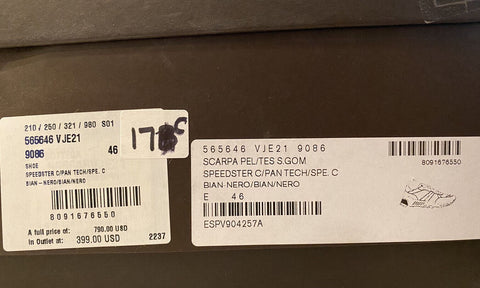 210 / 250 / 321 / 980 S01
565646 VJE21
9086 46
SHOE
SPEEDSTER C/PAN TECH/SPE. C
BIAN-NERO/BIAN/NERO
8091676550
A full price at: 790.00 USD
In Outlet at: 399.00 USD 2237
565646 VJE21 9086
SCARPA PEL/TES S.GOM
SPEEDSTER C/PAN TECH/SPE. C
BIAN-NERO/BIAN/NERO
E 46
ESPV904257A
8091676550